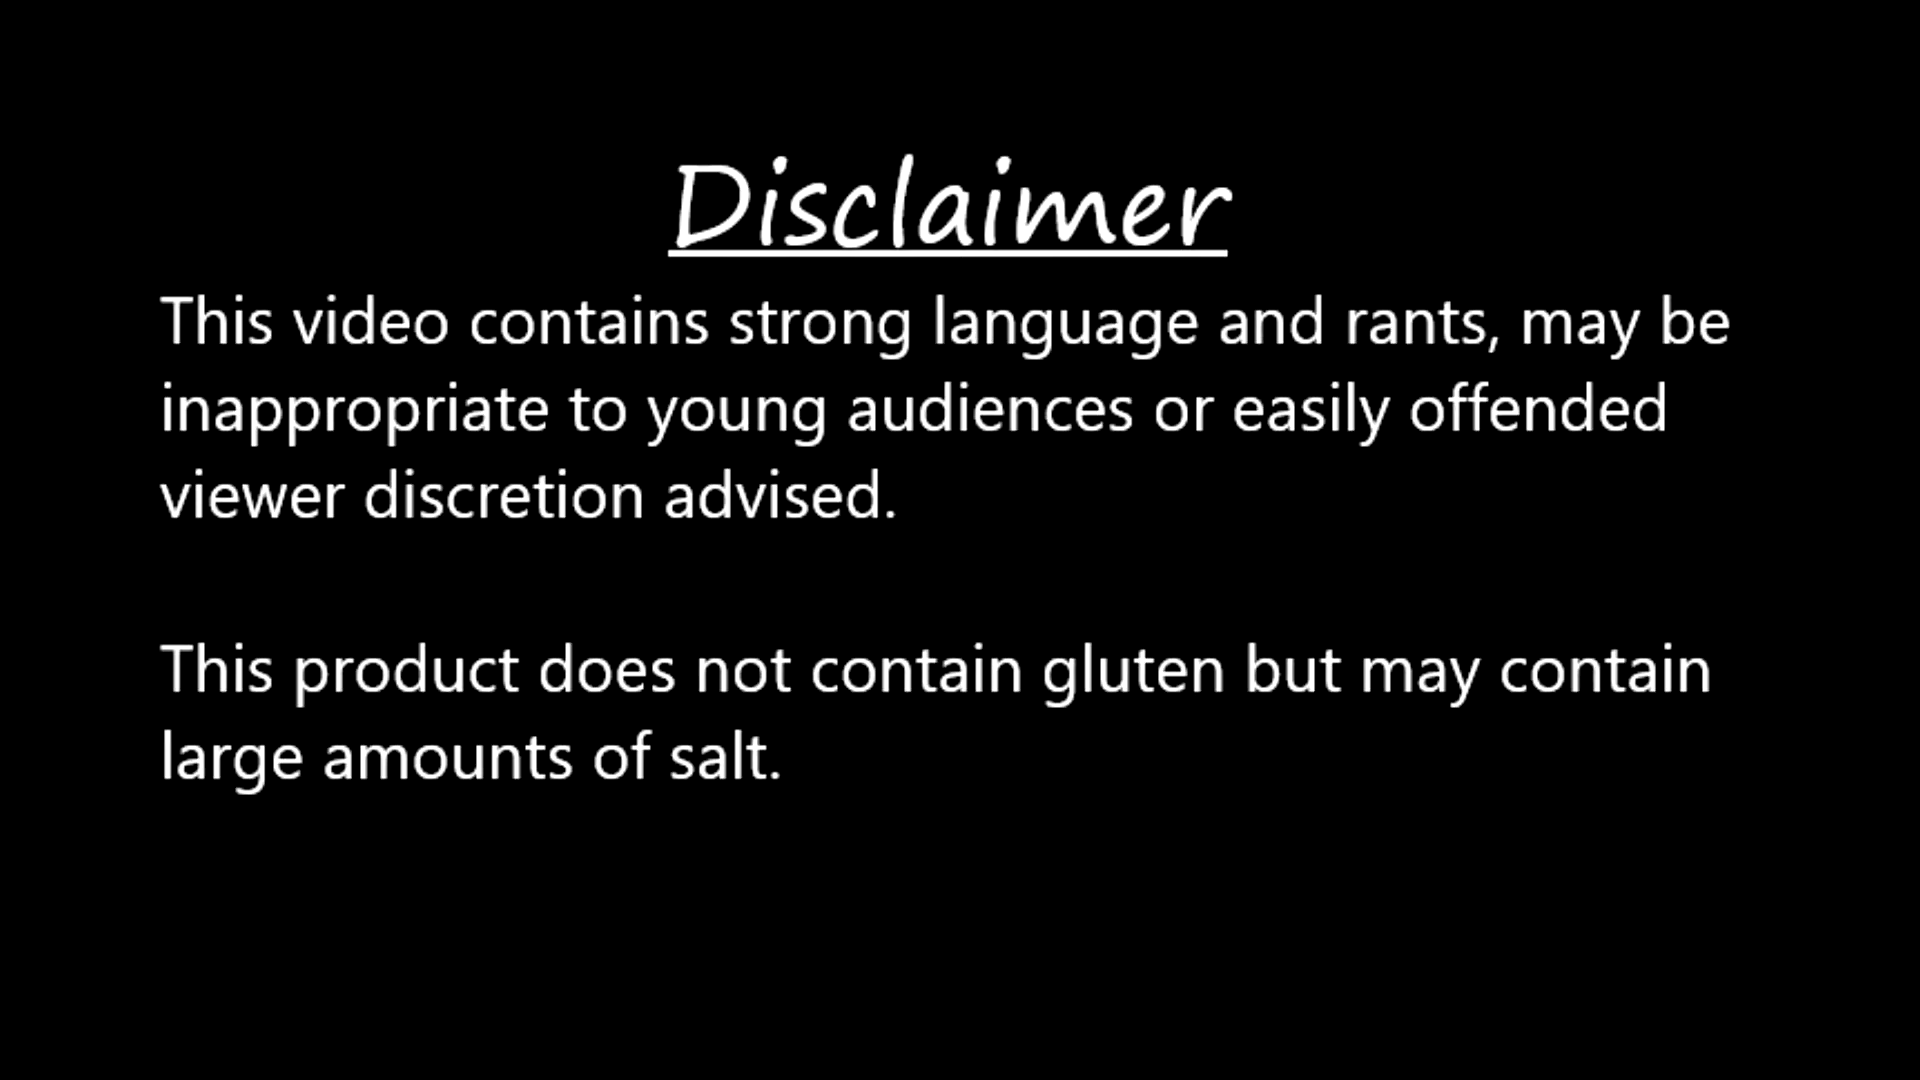 Disclaimer
This video contains strong language and rants, may be
inappropriate to young audiences or easily offended
viewer discretion advised.
This product does not contain gluten but may contain
large amounts of salt.